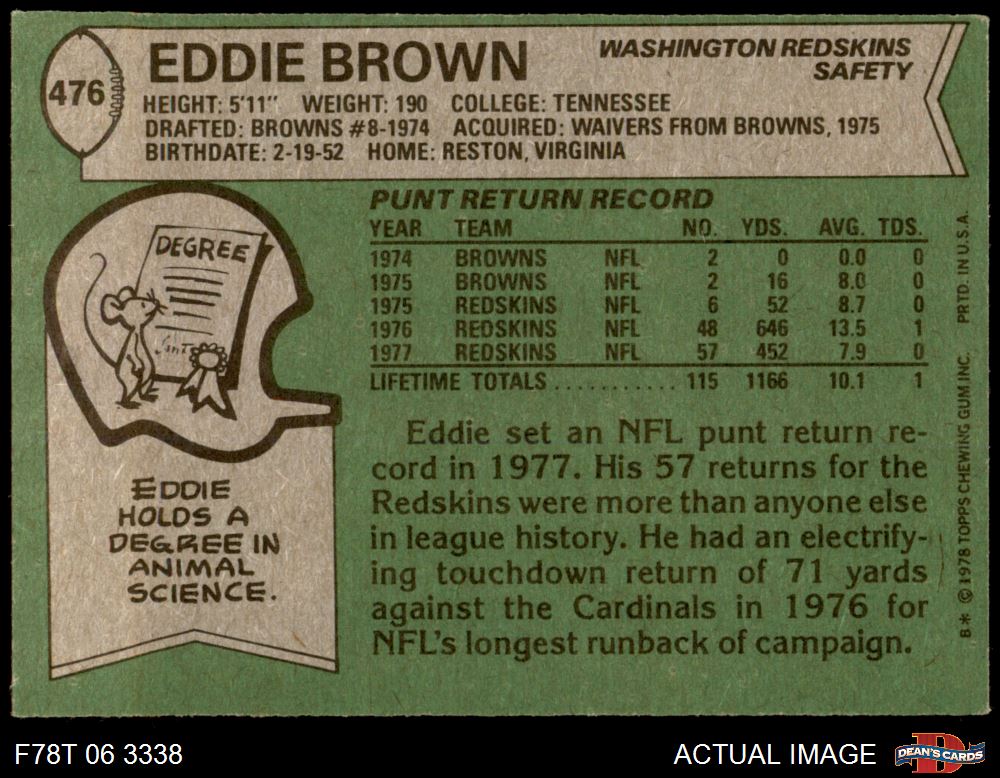 476
EDDIE BROWN
WASHINGTON REDSKINS
SAFETY
HEIGHT: 5'11" WEIGHT: 190 COLLEGE: TENNESSEE
DRAFTED: BROWNS #8-1974 ACQUIRED: WAIVERS FROM BROWNS, 1975
BIRTHDATE: 2-19-52 HOME: RESTON, VIRGINIA
DEGREE
EDDIE
HOLDS A
DEGREE IN
ANIMAL
SCIENCE.
PUNT RETURN RECORD
YEAR TEAM NO. YDS. AVG. TDS.
1974 BROWNS NFL 2 0 0.0 0
1975 BROWNS NFL 2 16 8.0 0
1975 REDSKINS NFL 6 52 8.7 0
1976 REDSKINS NFL 48 646 13.5 1
1977 REDSKINS NFL 57 452 7.9 0
LIFETIME TOTALS ........... 115 1166 10.1 1
Eddie set an NFL punt return re-
cord in 1977. His 57 returns for the
Redskins were more than anyone else
in league history. He had an electrify-
ing touchdown return of 71 yards
against the Cardinals in 1976 for
NFL's longest runback of campaign.
B* © 1978 TOPPS CHEWING GUM INC. PRTD. IN U.S.A.
F78T 06 3338
ACTUAL IMAGE
DEAN'S CARDS